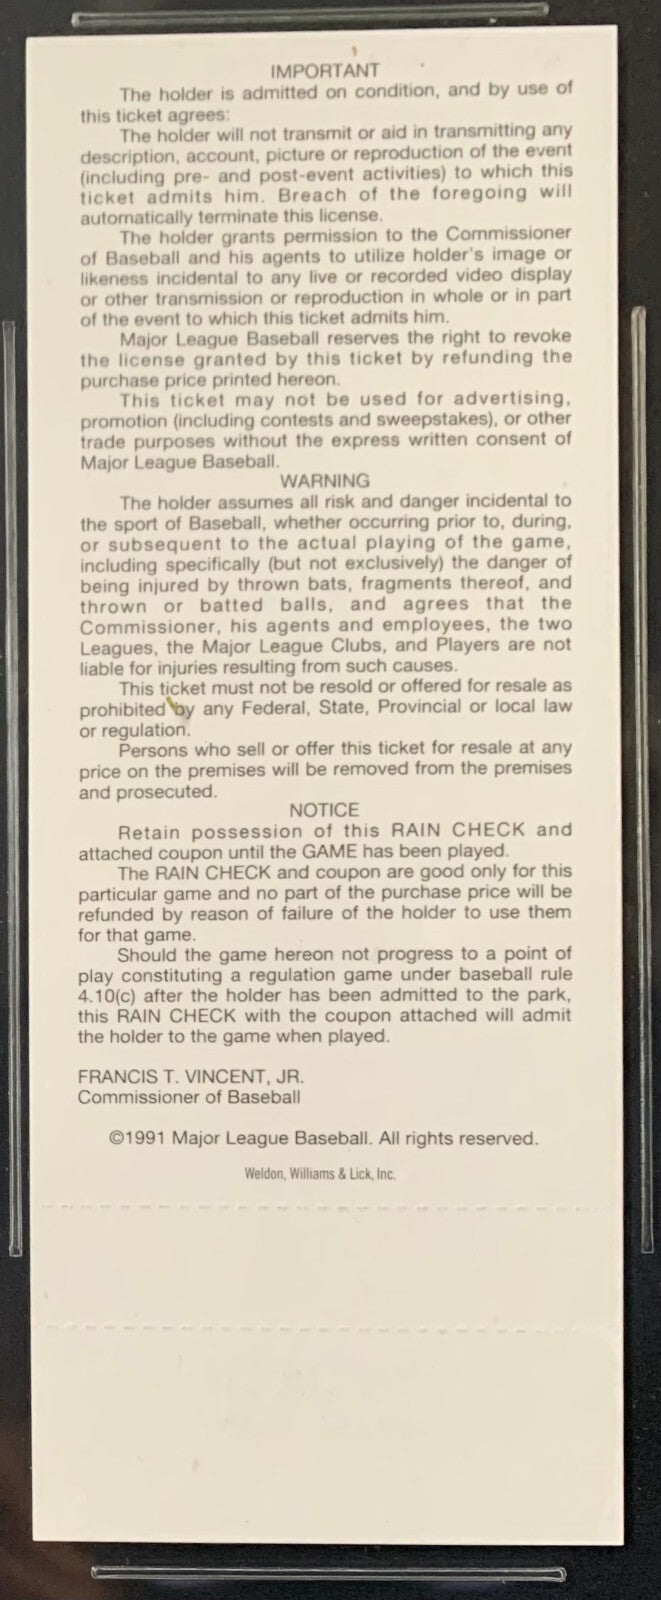 IMPORTANT
The holder is admitted on condition, and by use of
this ticket agrees:
The holder will not transmit or aid in transmitting any
description, account, picture or reproduction of the event
(including pre- and post-event activities) to which this
ticket admits him. Breach of the foregoing will
automatically terminate this license.
The holder grants permission to the Commissioner
of Baseball and his agents to utilize holder's image or
likeness incidental to any live or recorded video display
or other transmission or reproduction in whole or in part
of the event to which this ticket admits him.
Major League Baseball reserves the right to revoke
the license granted by this ticket by refunding the
purchase price printed hereon.
This ticket may not be used for advertising,
promotion (including contests and sweepstakes), or other
trade purposes without the express written consent of
Major League Baseball.
WARNING
The holder assumes all risk and danger incidental to
the sport of Baseball, whether occurring prior to, during,
or subsequent to the actual playing of the game,
including specifically (but not exclusively) the danger of
being injured by thrown bats, fragments thereof, and
thrown or batted balls, and agrees that the
Commissioner, his agents and employees, the two
Leagues, the Major League Clubs, and Players are not
liable for injuries resulting from such causes.
This ticket must not be resold or offered for resale as
prohibited by any Federal, State, Provincial or local law
or regulation.
Persons who sell or offer this ticket for resale at any
price on the premises will be removed from the premises
and prosecuted.
NOTICE
Retain possession of this RAIN CHECK and
attached coupon until the GAME has been played.
The RAIN CHECK and coupon are good only for this
particular game and no part of the purchase price will be
refunded by reason of failure of the holder to use them
for that game.
Should the game hereon not progress to a point of
play constituting a regulation game under baseball rule
4.10(c) after the holder has been admitted to the park,
this RAIN CHECK with the coupon attached will admit
the holder to the game when played.
FRANCIS T. VINCENT, JR.
Commissioner of Baseball
©1991 Major League Baseball. All rights reserved.
Weldon, Williams & Lick, Inc.